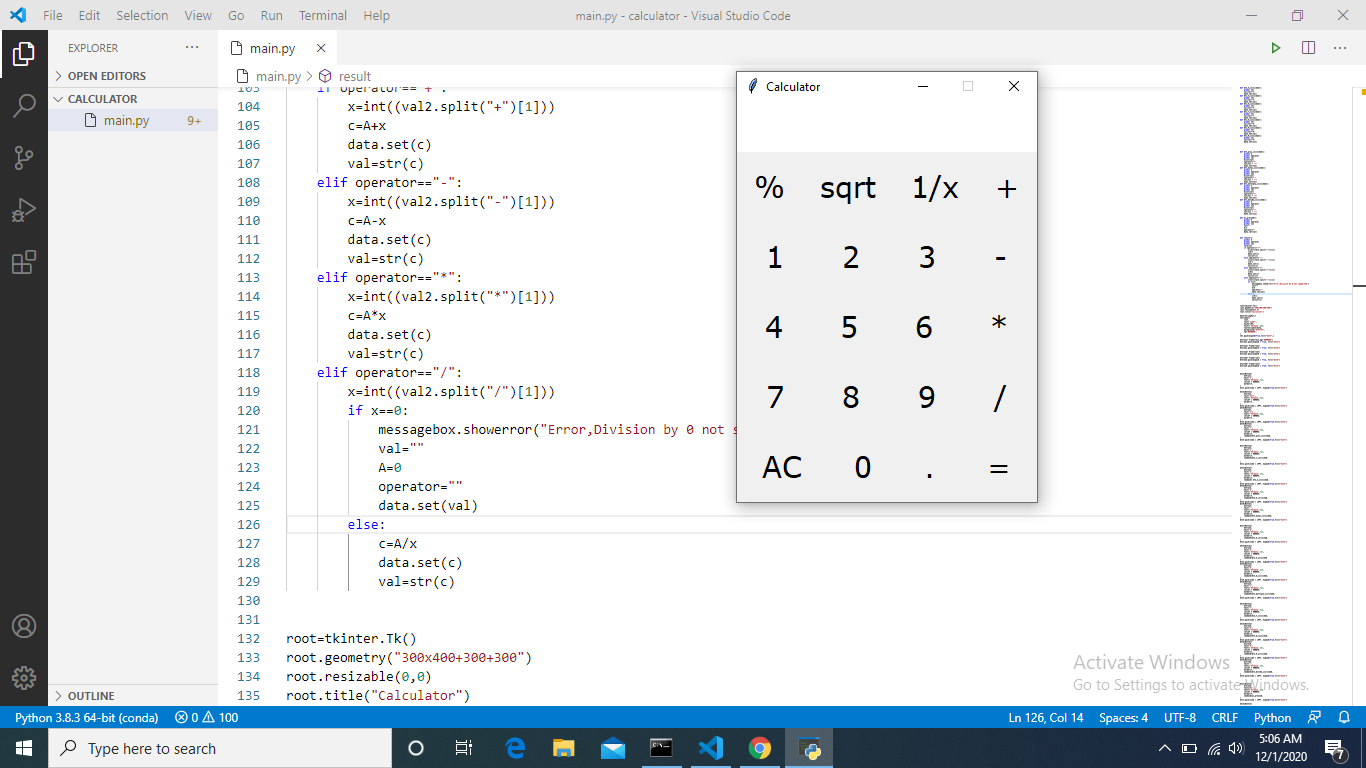 File Edit Selection View Go Run Terminal Help
main.py - calculator - Visual Studio Code
EXPLORER
OPEN EDITORS
CALCULATOR
main.py 9+
OUTLINE
main.py
main.py > result
103 if operator=="+":
104 x=int((val2.split("+")[1]))
105 c=A+x
106 data.set(c)
107 val=str(c)
108 elif operator=="-":
109 x=int((val2.split("-")[1]))
110 c=A-x
111 data.set(c)
112 val=str(c)
113 elif operator=="*":
114 x=int((val2.split("*")[1]))
115 c=A*x
116 data.set(c)
117 val=str(c)
118 elif operator=="/":
119 x=int((val2.split("/")[1]))
120 if x==0:
121 messagebox.showerror("Error,Division by 0 not s
122 val=""
123 A=0
124 operator=""
125 data.set(val)
126 else:
127 c=A/x
128 data.set(c)
129 val=str(c)
130
131
132 root=tkinter.Tk()
133 root.geometry("300x400+300+300")
134 root.resizable(0,0)
135 root.title("Calculator")
Calculator
% sqrt 1/x +
1 2 3 -
4 5 6 *
7 8 9 /
AC 0 . =
Activate Windows
Go to Settings to activate Windows.
Python 3.8.3 64-bit (conda) 0 100
Ln 126, Col 14 Spaces: 4 UTF-8 CRLF Python
Type here to search
5:06 AM
12/1/2020
7